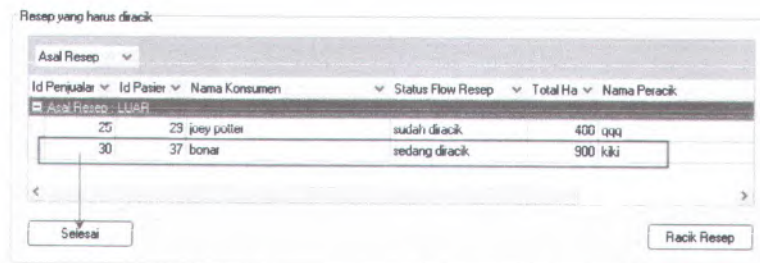 Resep yang harus diracik
Asal Resep
Id Penjualar Id Pasier Nama Konsumen Status Flow Resep Total Ha Nama Peracik
Asal Resep : LUAR
25 29 joey potter sudah diracik 400 qqq
30 37 bonar sedang diracik 900 kiki
Selesai Racik Resep